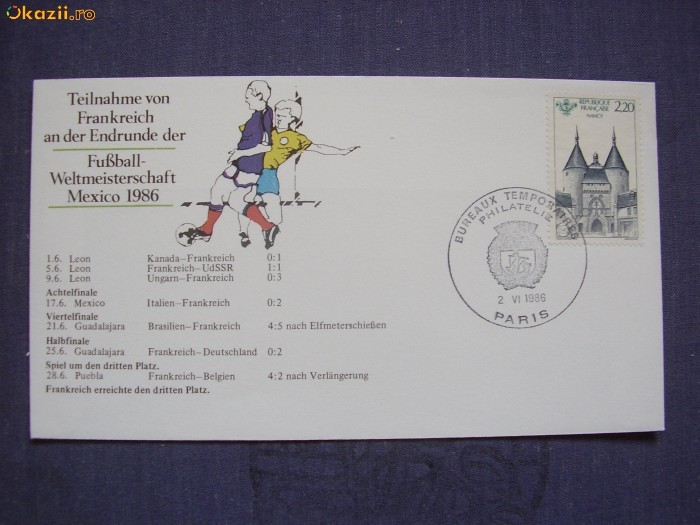 Okazii.ro
Teilnahme von
Frankreich
an der Endrunde der
Fußball-
Weltmeisterschaft
Mexico 1986
1.6. Leon Kanada–Frankreich 0:1
5.6. Leon Frankreich–UdSSR 1:1
9.6. Leon Ungarn–Frankreich 0:3
Achtelfinale
17.6. Mexico Italien–Frankreich 0:2
Viertelfinale
21.6. Guadalajara Brasilien–Frankreich 4:5 nach Elfmeterschießen
Halbfinale
25.6. Guadalajara Frankreich–Deutschland 0:2
Spiel um den dritten Platz.
28.6. Puebla Frankreich–Belgien 4:2 nach Verlängerung
Frankreich erreichte den dritten Platz.
REPUBLIQUE
FRANÇAISE
2,20
NANCY
BUREAUX TEMPORAIRES
PHILATELIE
2 VI 1986
PARIS